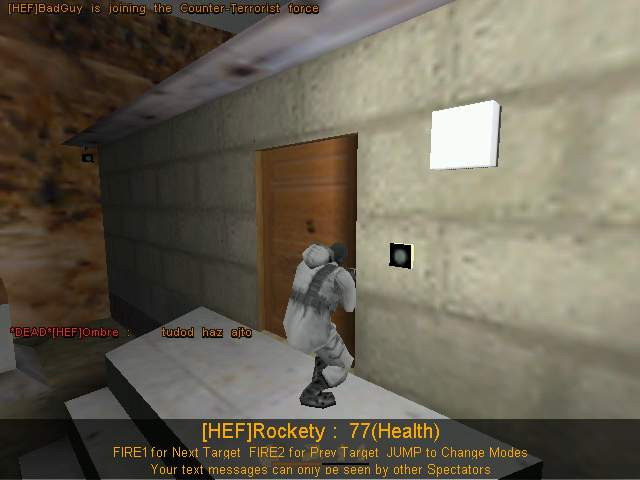 [HEF]BadGuy is joining the Counter-Terrorist force
*DEAD*[HEF]Ombre : tudod haz ajto
[HEF]Rockety : 77(Health)
FIRE1 for Next Target FIRE2 for Prev Target JUMP to Change Modes
Your text messages can only be seen by other Spectators